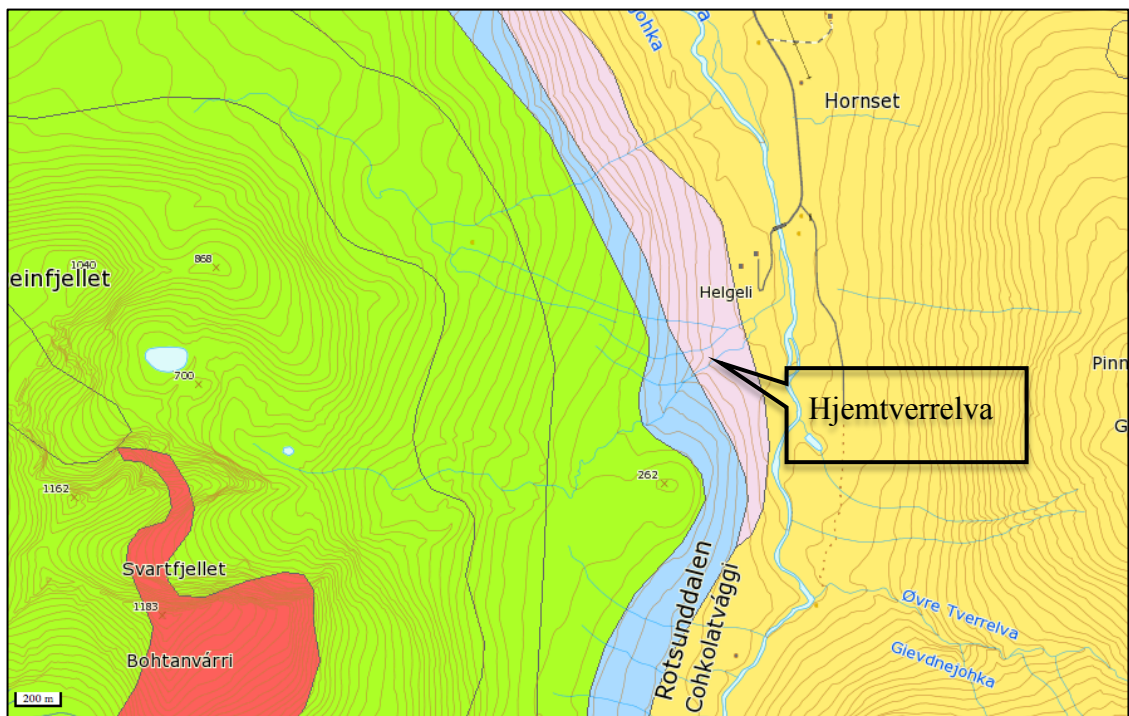 johka
a
Hornset
868
1040
einfjellet
Helgeli
700
Pinn
Hjemtverrelva
G
262
1162
Svartfjellet
1183
Rotsunddalen
Cohkolatvággi
Øvre Tverrelva
Gievdnejohka
Bohtanvárri
200 m